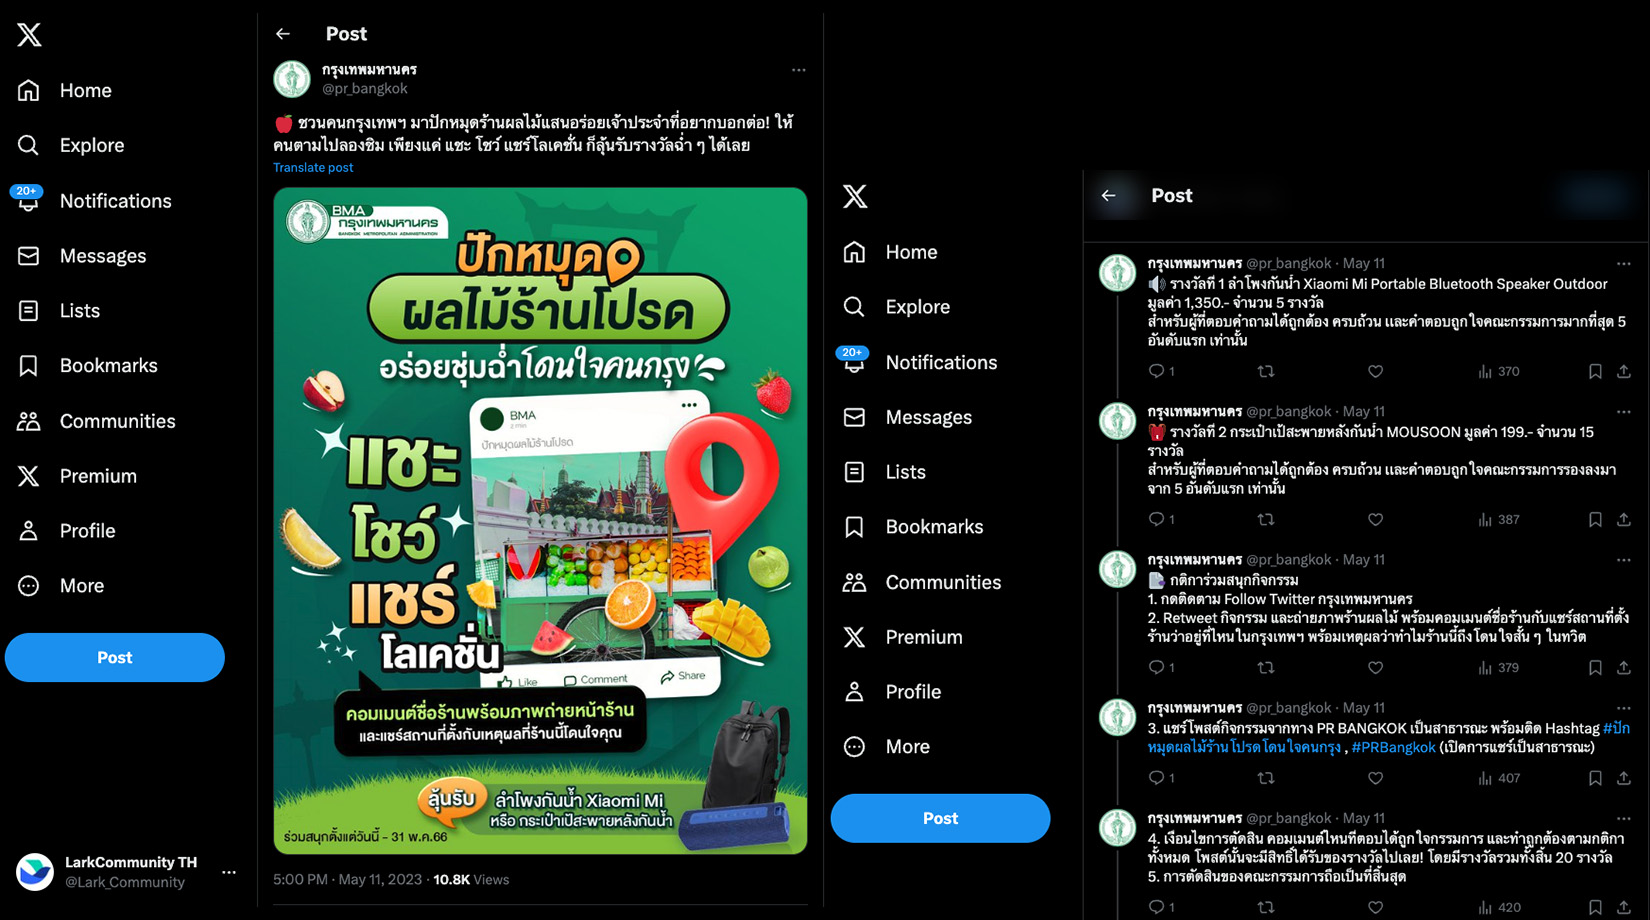 Home
Explore
20+
Notifications
Messages
Lists
Bookmarks
Communities
Premium
Profile
More
Post
LarkCommunity TH
@Lark_Community
Post
กรุงเทพมหานคร
@pr_bangkok
🍎 ชวนคนกรุงเทพฯ มาปักหมุดร้านผลไม้แสนอร่อยเจ้าประจำที่อยากบอกต่อ! ให้
คนตามไปลองชิม เพียงแค่ แชะ โชว์ แชร์โลเคชั่น ก็ลุ้นรับรางวัลฉ่ำ ๆ ได้เลย
Translate post
BMA
กรุงเทพมหานคร
BANGKOK METROPOLITAN ADMINISTRATION
ปักหมุด
ผลไม้ร้านโปรด
อร่อยชุ่มฉ่ำโดนใจคนกรุง
BMA
2 min
ปักหมุดผลไม้ร้านโปรด
แชะ
โชว์
แชร์
โลเคชั่น
Like
Comment
Share
คอมเมนต์ชื่อร้านพร้อมภาพถ่ายหน้าร้าน
และแชร์สถานที่ตั้งกับเหตุผลที่ร้านนี้โดนใจคุณ
ลุ้นรับ
ลำโพงกันน้ำ Xiaomi Mi
หรือ กระเป๋าเป้สะพายหลังกันน้ำ
ร่วมสนุกตั้งแต่วันนี้ - 31 พ.ค.66
5:00 PM · May 11, 2023 · 10.8K Views
Home
Explore
20+
Notifications
Messages
Lists
Bookmarks
Communities
Premium
Profile
More
Post
Post
กรุงเทพมหานคร @pr_bangkok · May 11
🔊 รางวัลที่ 1 ลำโพงกันน้ำ Xiaomi Mi Portable Bluetooth Speaker Outdoor
มูลค่า 1,350.- จำนวน 5 รางวัล
สำหรับผู้ที่ตอบคำถามได้ถูกต้อง ครบถ้วน และคำตอบถูกใจคณะกรรมการมากที่สุด 5
อันดับแรก เท่านั้น
1 370
กรุงเทพมหานคร @pr_bangkok · May 11
🎒 รางวัลที่ 2 กระเป๋าเป้สะพายหลังกันน้ำ MOUSOON มูลค่า 199.- จำนวน 15
รางวัล
สำหรับผู้ที่ตอบคำถามได้ถูกต้อง ครบถ้วน และคำตอบถูกใจคณะกรรมการรองลงมา
จาก 5 อันดับแรก เท่านั้น
1 387
กรุงเทพมหานคร @pr_bangkok · May 11
กติการ่วมสนุกกิจกรรม
1. กดติดตาม Follow Twitter กรุงเทพมหานคร
2. Retweet กิจกรรม และถ่ายภาพร้านผลไม้ พร้อมคอมเมนต์ชื่อร้านกับแชร์สถานที่ตั้ง
ร้านว่าอยู่ที่ไหนในกรุงเทพฯ พร้อมเหตุผลว่าทำไมร้านนี้ถึงโดนใจสั้น ๆ ในทวิต
1 379
กรุงเทพมหานคร @pr_bangkok · May 11
3. แชร์โพสต์กิจกรรมจากทาง PR BANGKOK เป็นสาธารณะ พร้อมติด Hashtag #ปัก
หมุดผลไม้ร้านโปรดโดนใจคนกรุง , #PRBangkok (เปิดการแชร์เป็นสาธารณะ)
1 407
กรุงเทพมหานคร @pr_bangkok · May 11
4. เงื่อนไขการตัดสิน คอมเมนต์ไหนที่ตอบได้ถูกใจกรรมการ และทำถูกต้องตามกติกา
ทั้งหมด โพสต์นั้นจะมีสิทธิ์ได้รับของรางวัลไปเลย! โดยมีรางวัลรวมทั้งสิ้น 20 รางวัล
5. การตัดสินของคณะกรรมการถือเป็นที่สิ้นสุด
1 420